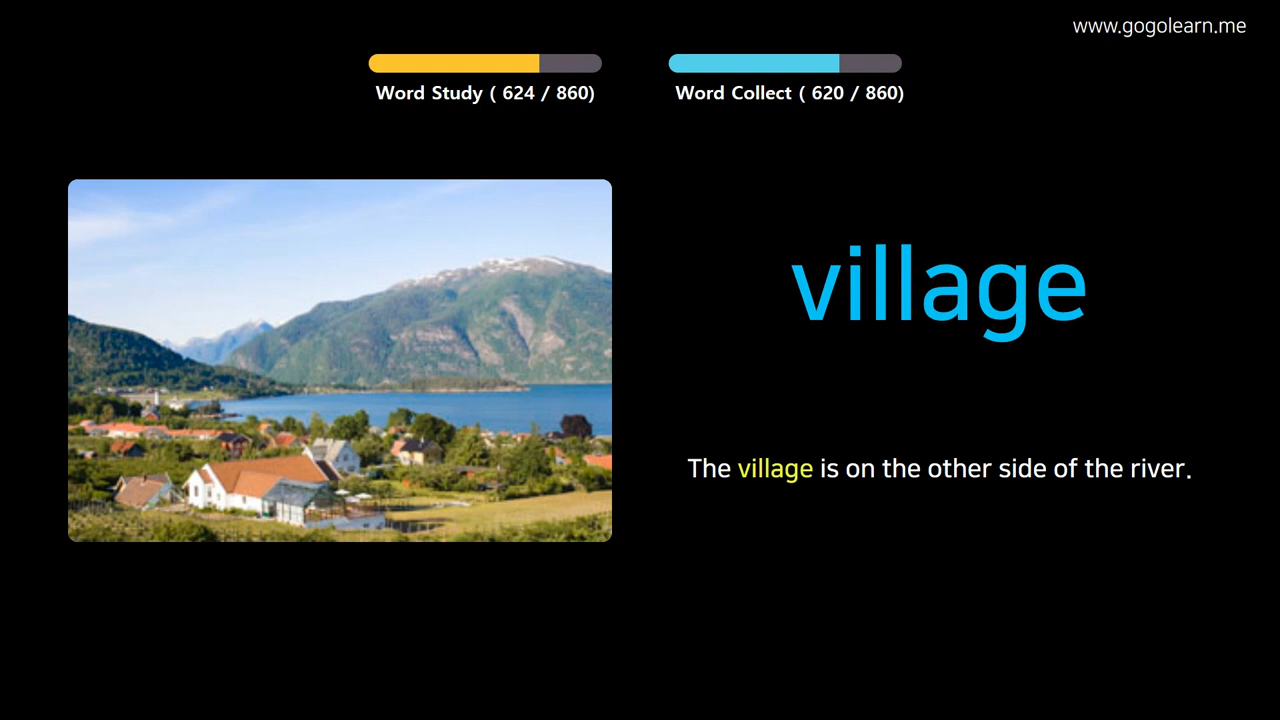 www.gogolearn.me
Word Study ( 624 / 860)
Word Collect ( 620 / 860)
village
The village is on the other side of the river.